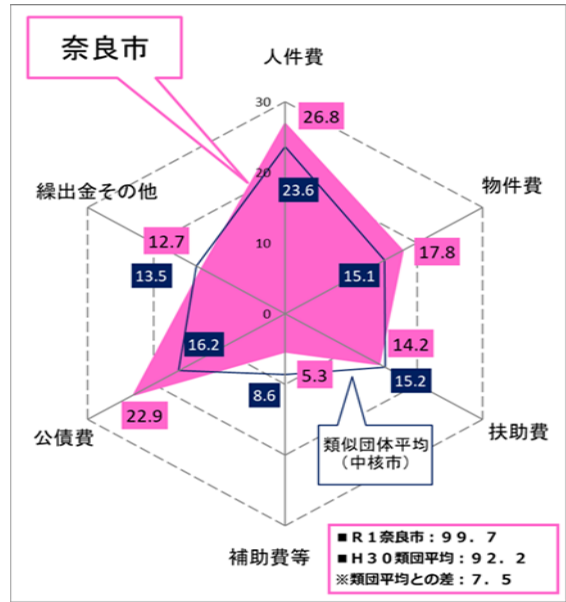 奈良市
人件費
30
26.8
20
23.6
物件費
繰出金その他
12.7
13.5
10
15.1
17.8
0
16.2
14.2
15.2
5.3
8.6
22.9
公債費
扶助費
類似団体平均
（中核市）
補助費等
■Ｒ１奈良市：９９．７
■Ｈ３０類団平均：９２．２
※類団平均との差：７．５